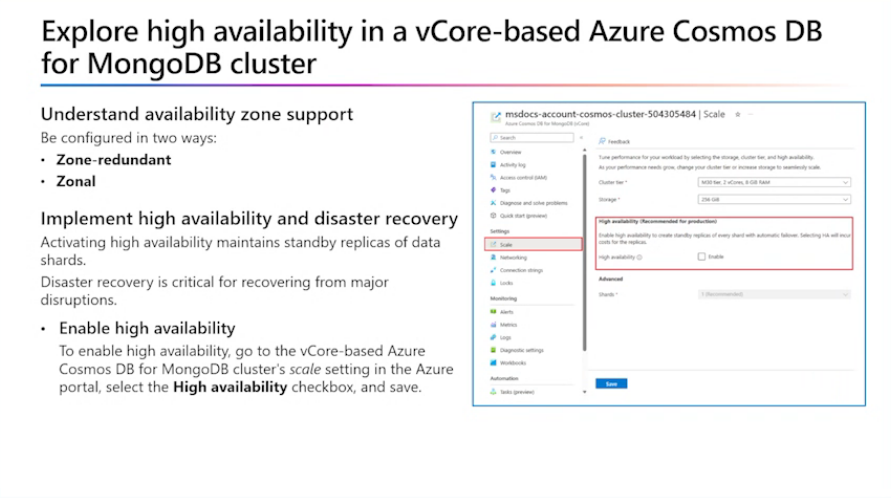 Explore high availability in a vCore-based Azure Cosmos DB
for MongoDB cluster
Understand availability zone support
Be configured in two ways:
• Zone-redundant
• Zonal
Implement high availability and disaster recovery
Activating high availability maintains standby replicas of data
shards.
Disaster recovery is critical for recovering from major
disruptions.
• Enable high availability
To enable high availability, go to the vCore-based Azure
Cosmos DB for MongoDB cluster's scale setting in the Azure
portal, select the High availability checkbox, and save.
msdocs-account-cosmos-cluster-504305484 | Scale
Azure Cosmos DB for MongoDB (vCore)
Search
Overview
Activity log
Access control (IAM)
Tags
Diagnose and solve problems
Quick start (preview)
Settings
Scale
Networking
Connection strings
Locks
Monitoring
Alerts
Metrics
Logs
Diagnostic settings
Workbooks
Automation
Tasks (preview)
Feedback
Tune performance for your workload by selecting the storage, cluster tier, and high availability.
As your performance needs grow, change your cluster tier or increase storage to seamlessly scale.
Cluster tier * M30 tier, 2 vCores, 8 GiB RAM
Storage * 256 GiB
High availability (Recommended for production)
Enable high availability to create standby replicas of every shard with automatic failover. Selecting HA will incur
costs for the replicas.
High availability Enable
Advanced
Shards * 1 (Recommended)
Save